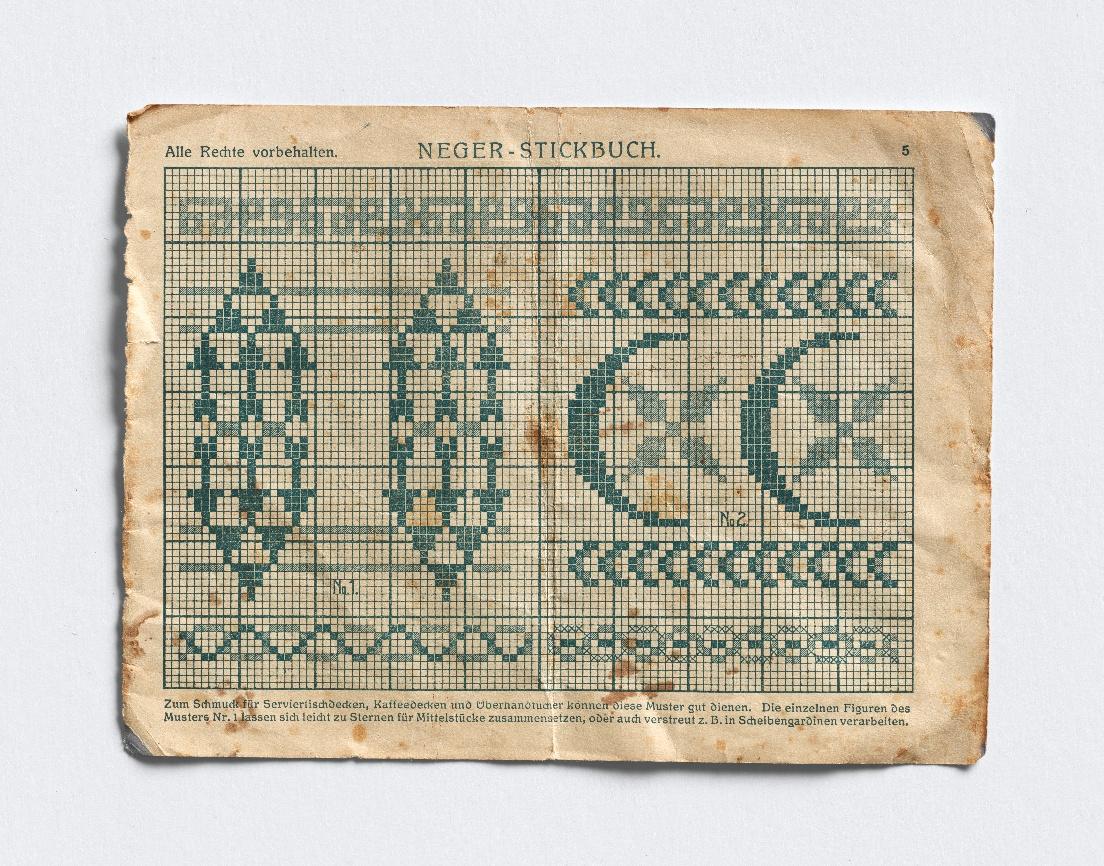 Alle Rechte vorbehalten. NEGER-STICKBUCH. 5
No.2.
No.1.
Zum Schmuck für Serviertischdecken, Kaffeedecken und Überhandtücher können diese Muster gut dienen. Die einzelnen Figuren des
Musters Nr. 1 lassen sich leicht zu Sternen für Mittelstücke zusammensetzen, oder auch verstreut z. B. in Scheibengardinen verarbeiten.